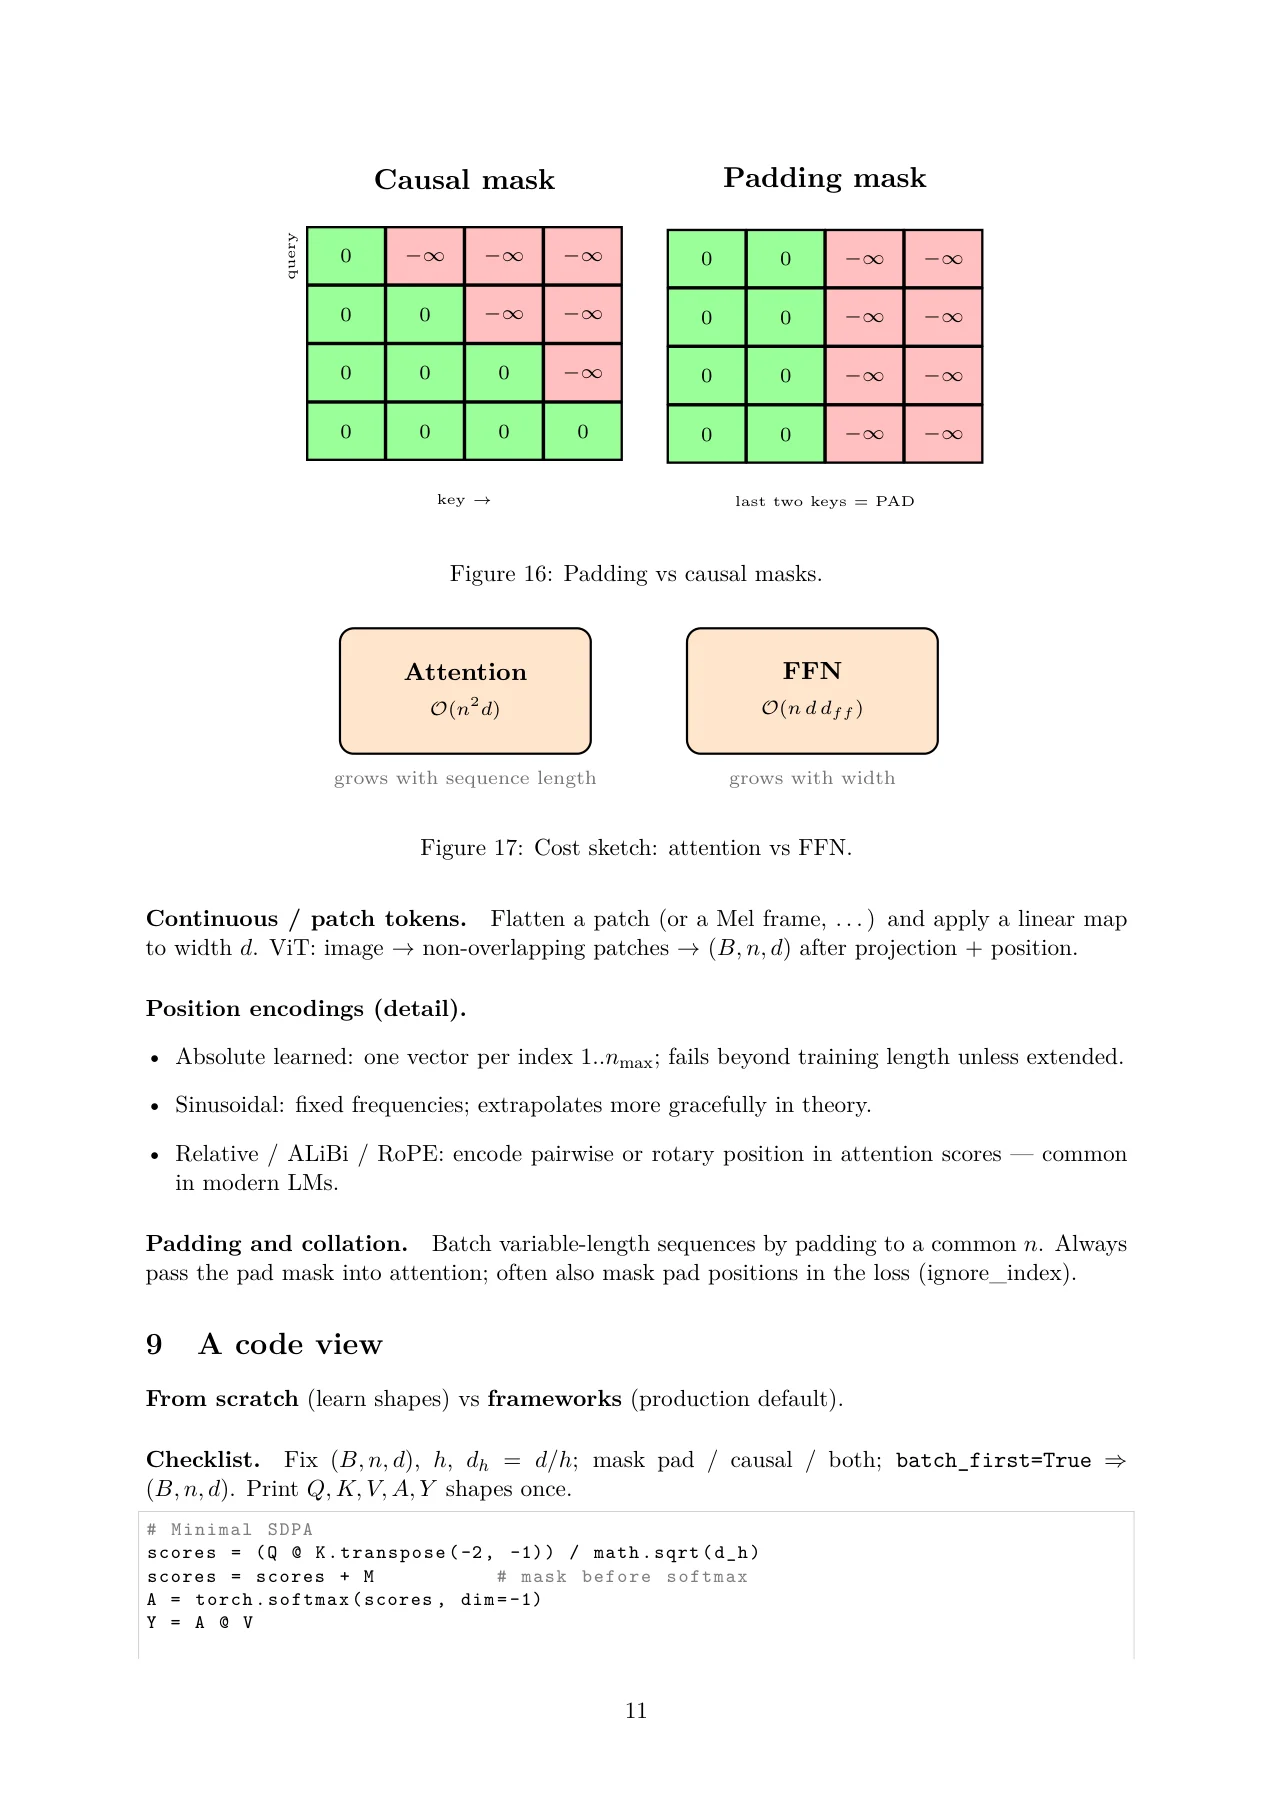 Causal mask
Padding mask
query
0 −∞ −∞ −∞
0 0 −∞ −∞
0 0 0 −∞
0 0 0 0
key →
0 0 −∞ −∞
0 0 −∞ −∞
0 0 −∞ −∞
0 0 −∞ −∞
last two keys = PAD
Figure 16: Padding vs causal masks.
Attention
𝒪(n²d)
grows with sequence length
FFN
𝒪(n d d_ff)
grows with width
Figure 17: Cost sketch: attention vs FFN.
Continuous / patch tokens. Flatten a patch (or a Mel frame, . . . ) and apply a linear map
to width d. ViT: image → non-overlapping patches → (B, n, d) after projection + position.
Position encodings (detail).
• Absolute learned: one vector per index 1..n_max; fails beyond training length unless extended.
• Sinusoidal: fixed frequencies; extrapolates more gracefully in theory.
• Relative / ALiBi / RoPE: encode pairwise or rotary position in attention scores — common
in modern LMs.
Padding and collation. Batch variable-length sequences by padding to a common n. Always
pass the pad mask into attention; often also mask pad positions in the loss (ignore_index).
9 A code view
From scratch (learn shapes) vs frameworks (production default).
Checklist. Fix (B, n, d), h, d_h = d/h; mask pad / causal / both; batch_first=True ⇒
(B, n, d). Print Q, K, V, A, Y shapes once.
# Minimal SDPA
scores = (Q @ K.transpose(-2, -1)) / math.sqrt(d_h)
scores = scores + M # mask before softmax
A = torch.softmax(scores, dim=-1)
Y = A @ V
11